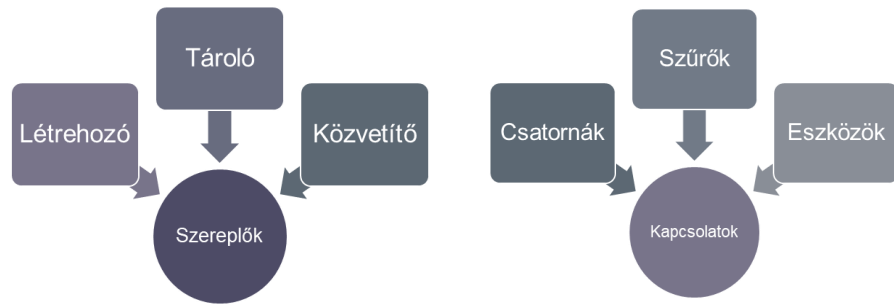 Tároló
Létrehozó
Közvetítő
Szereplők
Szűrők
Csatornák
Eszközök
Kapcsolatok